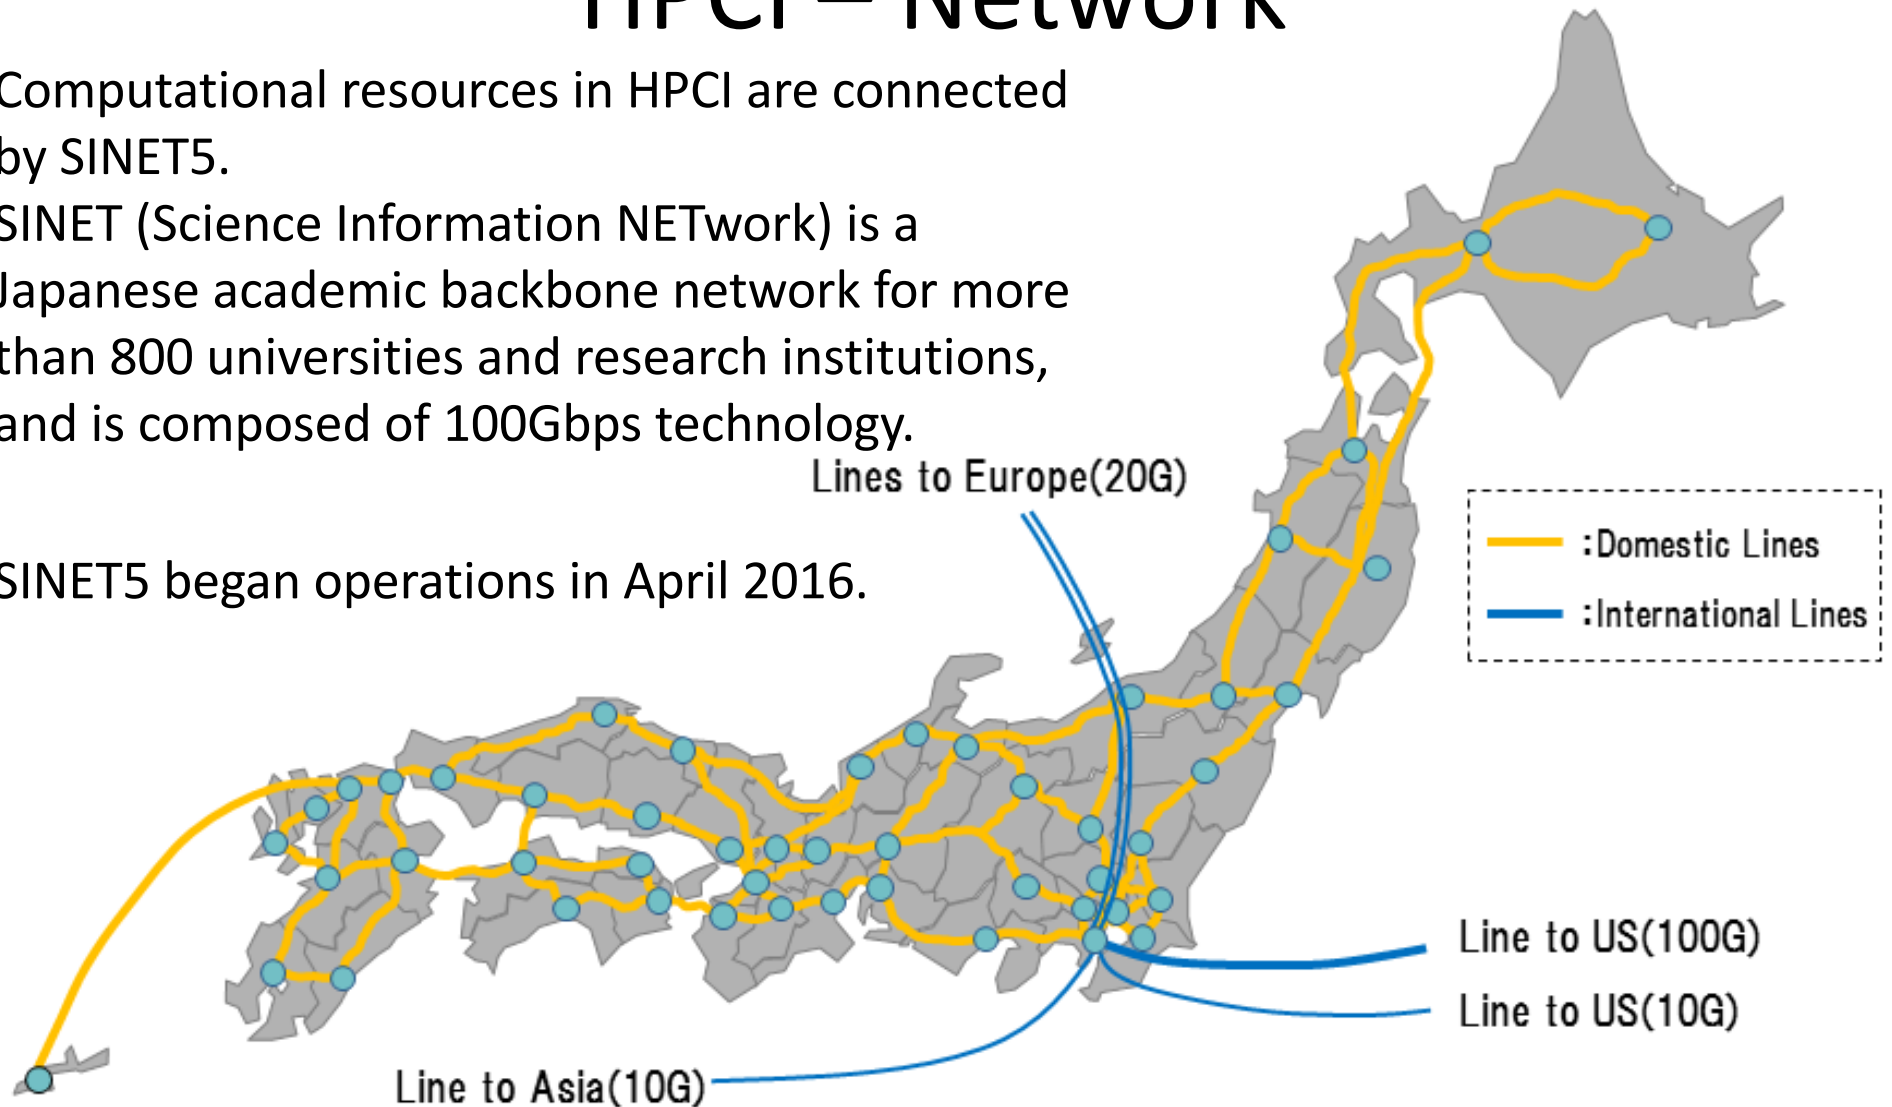 HPCI – Network
Computational resources in HPCI are connected
by SINET5.
SINET (Science Information NETwork) is a
Japanese academic backbone network for more
than 800 universities and research institutions,
and is composed of 100Gbps technology.
SINET5 began operations in April 2016.
Lines to Europe(20G)
:Domestic Lines
:International Lines
Line to US(100G)
Line to US(10G)
Line to Asia(10G)